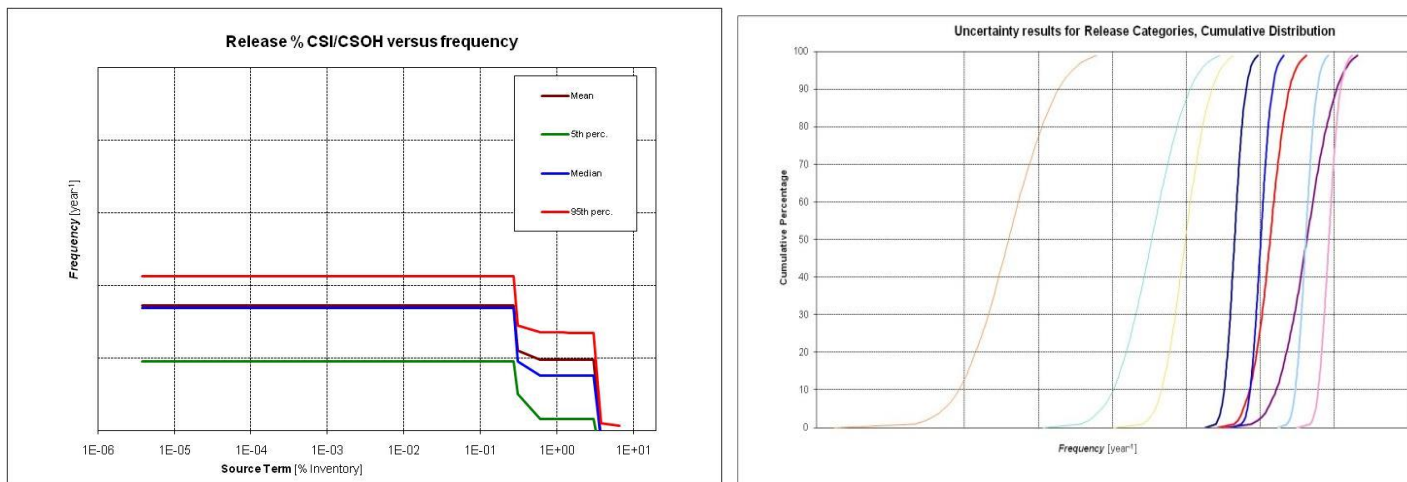 Release % CSI/CSOH versus frequency
Mean
5th perc.
Median
95th perc.
Frequency [year-1]
1E-06 1E-05 1E-04 1E-03 1E-02 1E-01 1E+00 1E+01
Source Term [% Inventory]
Uncertainty results for Release Categories, Cumulative Distribution
100
90
80
70
60
50
40
30
20
10
0
Cumulative Percentage
Frequency [year-1]